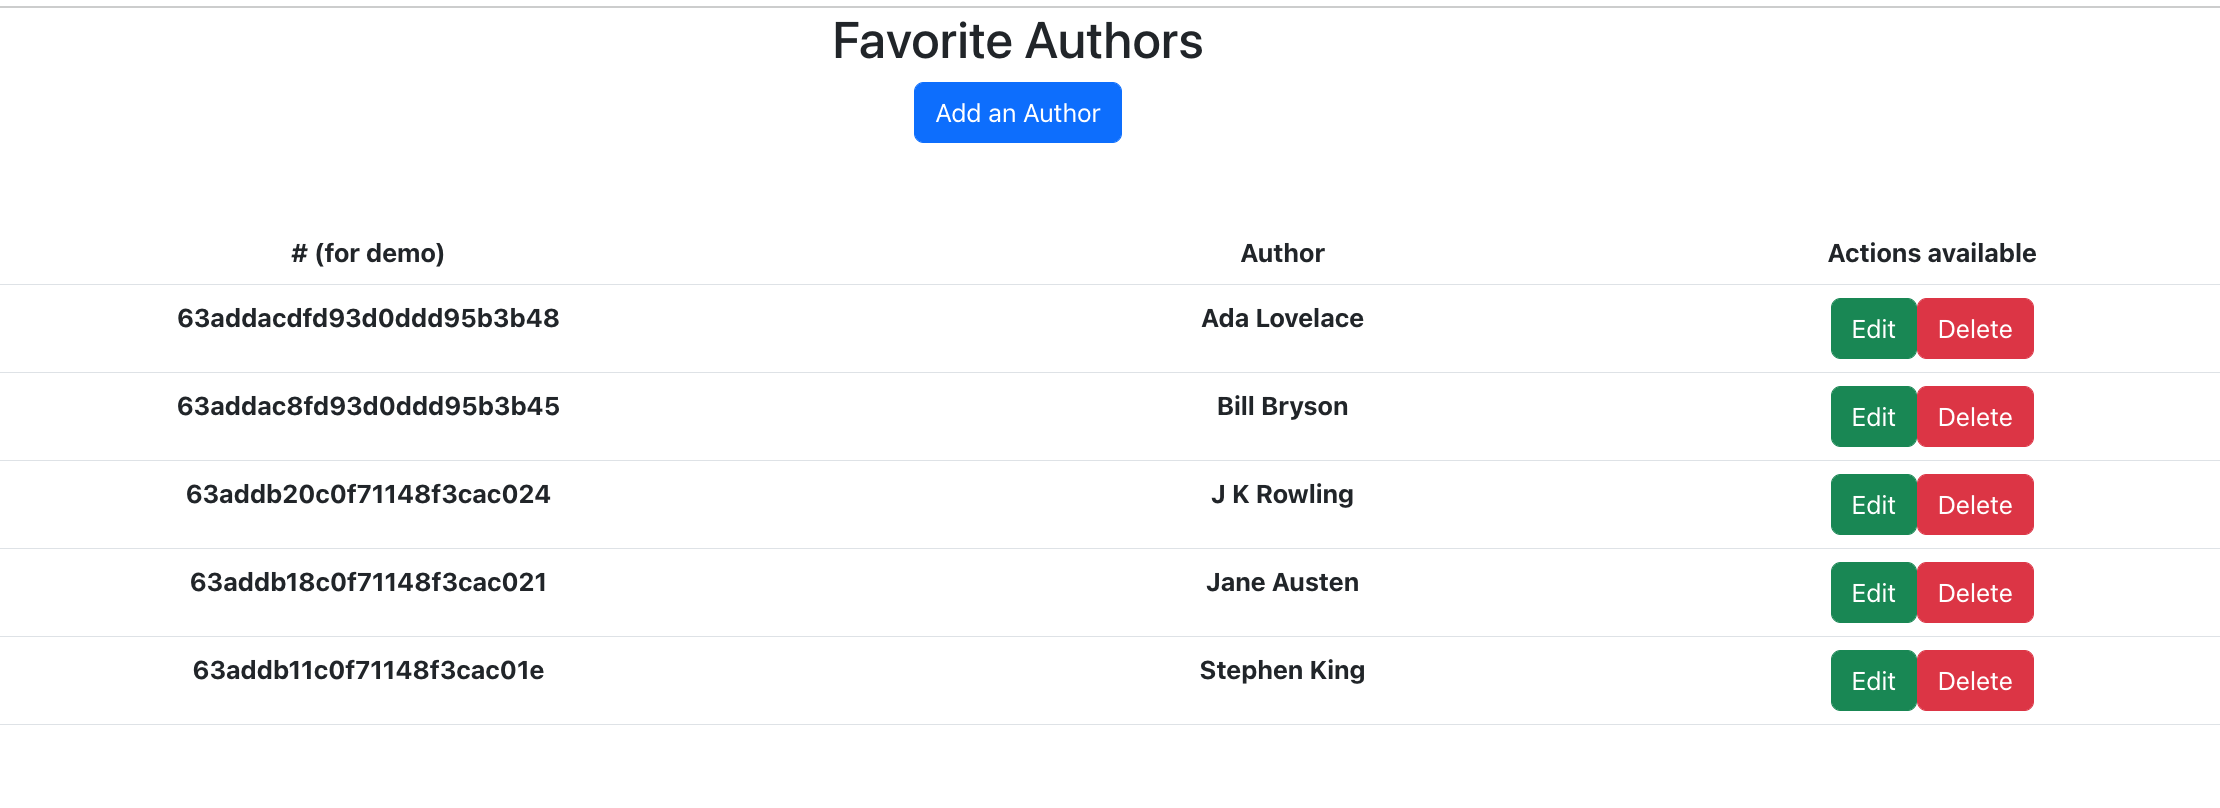 Favorite Authors
Add an Author
# (for demo) Author Actions available
63addacdfd93d0ddd95b3b48 Ada Lovelace Edit Delete
63addac8fd93d0ddd95b3b45 Bill Bryson Edit Delete
63addb20c0f71148f3cac024 J K Rowling Edit Delete
63addb18c0f71148f3cac021 Jane Austen Edit Delete
63addb11c0f71148f3cac01e Stephen King Edit Delete